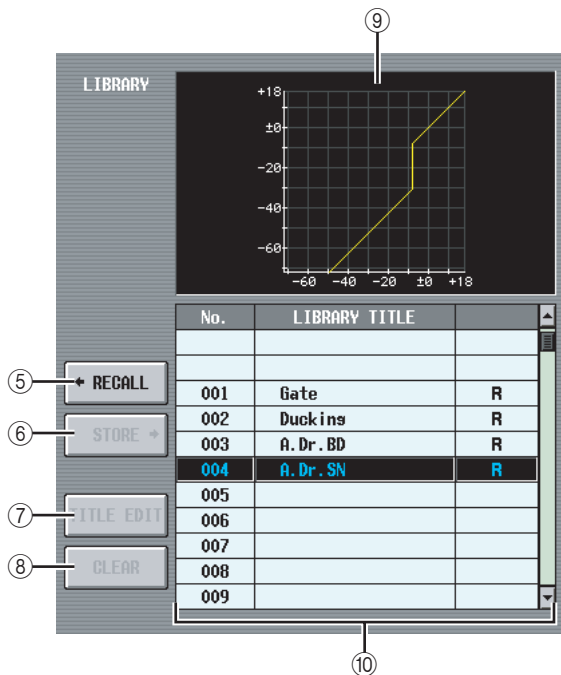 ⑨
LIBRARY
+18
±0
-20
-40
-60
-60 -40 -20 ±0 +18
No. LIBRARY TITLE
⑤ ← RECALL
001 Gate R
⑥ STORE →
002 Ducking R
003 A.Dr.BD R
004 A.Dr.SN R
005
⑦ TITLE EDIT
006
007
⑧ CLEAR
008
009
⑩